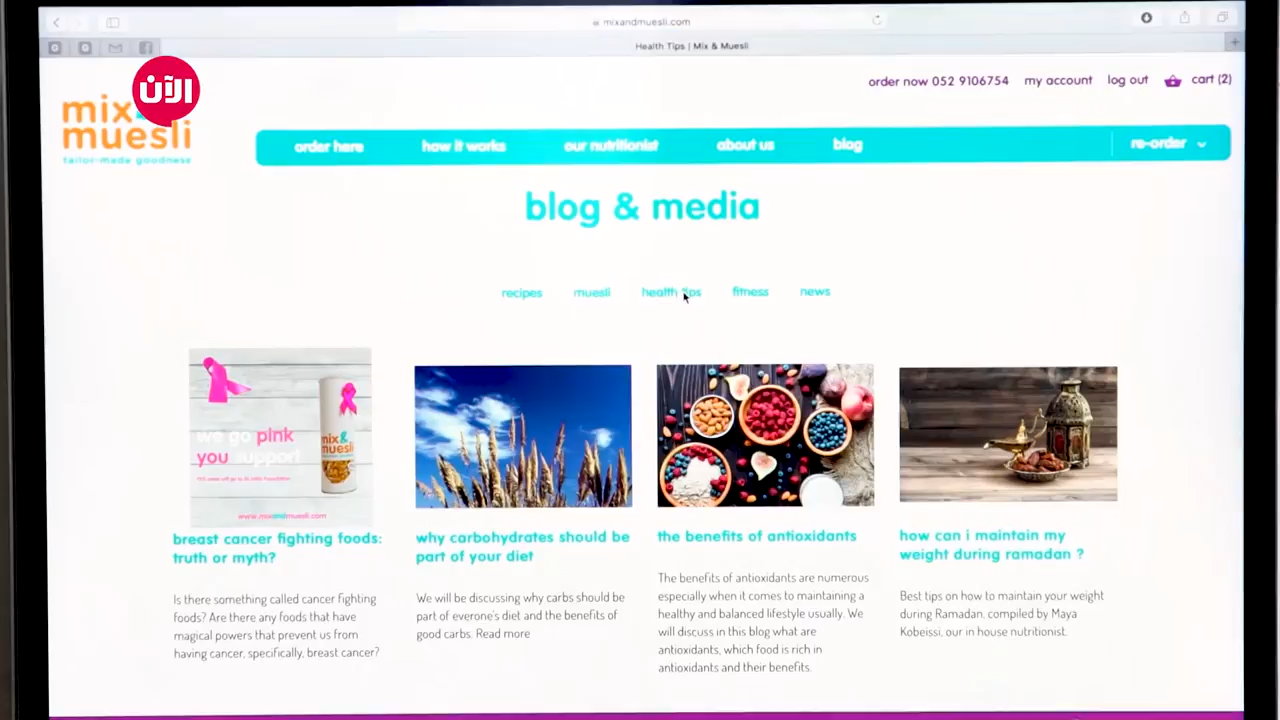 mixandmuesli.com
Health Tips | Mix & Muesli
الآن
order now 052 9106754 my account log out cart (2)
mix
muesli
tailor-made goodness
order here how it works our nutritionist about us blog re-order
blog & media
recipes muesli health tips fitness news
we go pink
you support
mix&
muesli
www.mixandmuesli.com
breast cancer fighting foods:
truth or myth?
Is there something called cancer fighting
foods? Are there any foods that have
magical powers that prevent us from
having cancer, specifically, breast cancer?
why carbohydrates should be
part of your diet
We will be discussing why carbs should be
part of everone's diet and the benefits of
good carbs. Read more
the benefits of antioxidants
The benefits of antioxidants are numerous
especially when it comes to maintaining a
healthy and balanced lifestyle usually. We
will discuss in this blog what are
antioxidants, which food is rich in
antioxidants and their benefits.
how can i maintain my
weight during ramadan ?
Best tips on how to maintain your weight
during Ramadan, compiled by Maya
Kobeissi, our in house nutritionist.